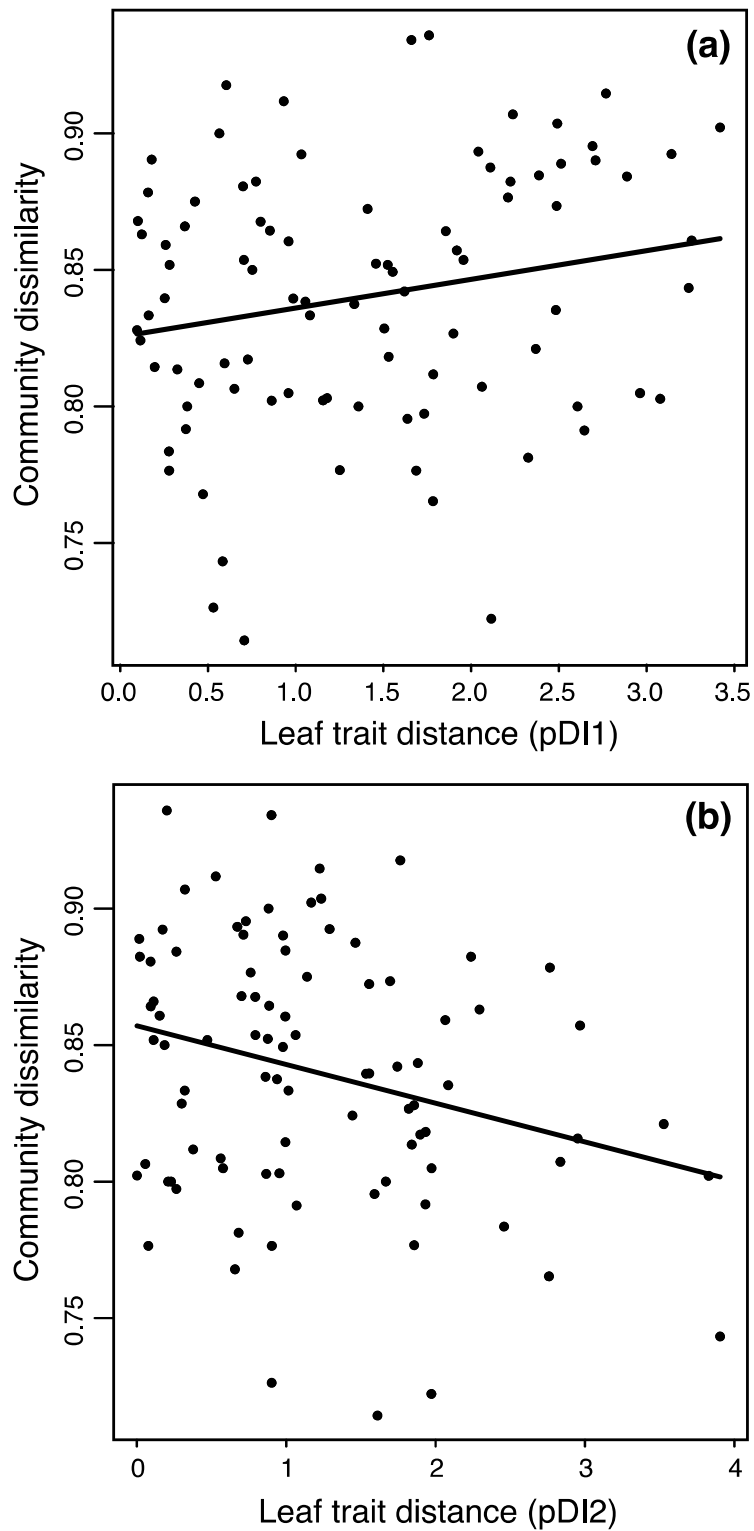 (a)
Community dissimilarity
0.90
0.85
0.80
0.75
0.0 0.5 1.0 1.5 2.0 2.5 3.0 3.5
Leaf trait distance (pDI1)
(b)
Community dissimilarity
0.90
0.85
0.80
0.75
0 1 2 3 4
Leaf trait distance (pDI2)